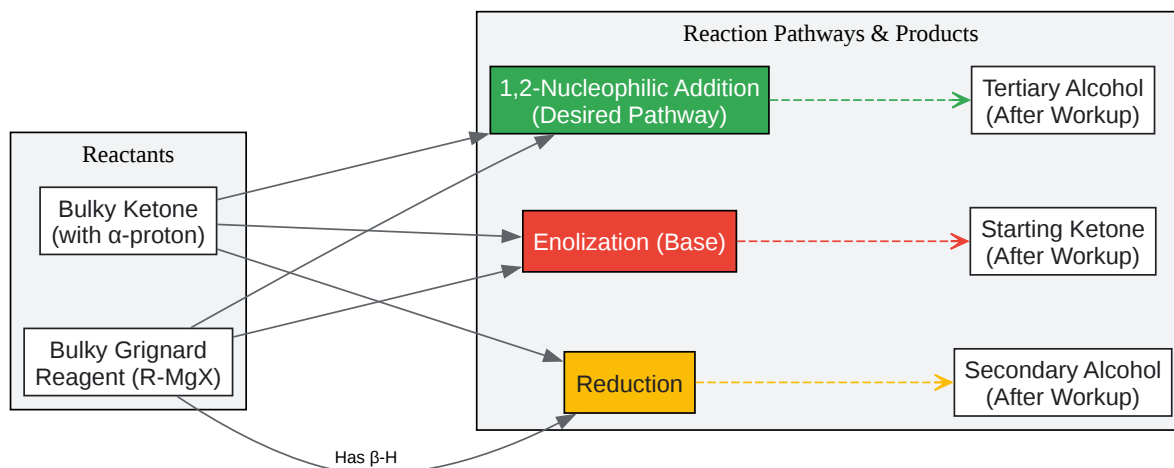 Reaction Pathways & Products
Reactants
Bulky Ketone
(with α-proton)
Bulky Grignard
Reagent (R-MgX)
1,2-Nucleophilic Addition
(Desired Pathway)
Tertiary Alcohol
(After Workup)
Enolization (Base)
Starting Ketone
(After Workup)
Reduction
Secondary Alcohol
(After Workup)
Has β-H